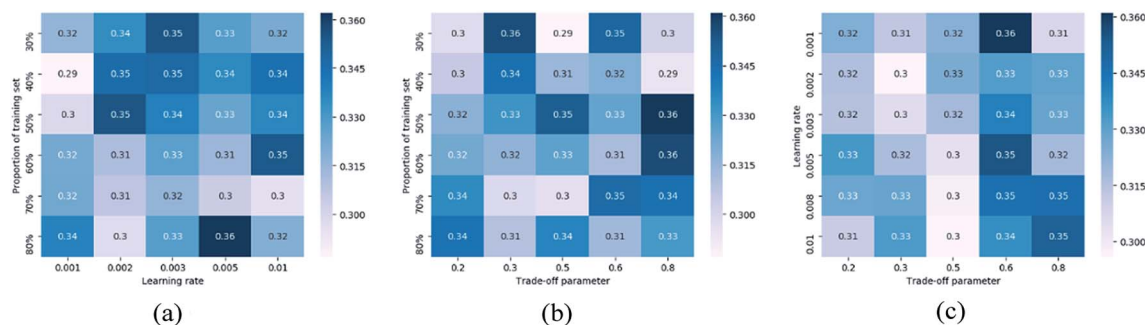 30% 0.32 0.34 0.35 0.33 0.32
40% 0.29 0.35 0.35 0.34 0.34
50% 0.3 0.35 0.34 0.33 0.34
60% 0.32 0.31 0.33 0.31 0.35
70% 0.32 0.31 0.32 0.3 0.3
80% 0.34 0.3 0.33 0.36 0.32
0.001 0.002 0.003 0.005 0.01
Learning rate
Proportion of training set
0.360
0.345
0.330
0.315
0.300
(a)
30% 0.3 0.36 0.29 0.35 0.3
40% 0.3 0.34 0.31 0.32 0.29
50% 0.32 0.33 0.35 0.33 0.36
60% 0.32 0.32 0.33 0.31 0.36
70% 0.34 0.3 0.3 0.35 0.34
80% 0.34 0.31 0.34 0.31 0.33
0.2 0.3 0.5 0.6 0.8
Trade-off parameter
Proportion of training set
0.360
0.345
0.330
0.315
0.300
(b)
0.001 0.32 0.31 0.32 0.36 0.31
0.002 0.32 0.3 0.33 0.33 0.33
0.003 0.32 0.3 0.32 0.34 0.33
0.005 0.33 0.32 0.3 0.35 0.32
0.008 0.33 0.33 0.3 0.35 0.35
0.01 0.31 0.33 0.3 0.34 0.35
0.2 0.3 0.5 0.6 0.8
Trade-off parameter
Learning rate
0.360
0.345
0.330
0.315
0.300
(c)